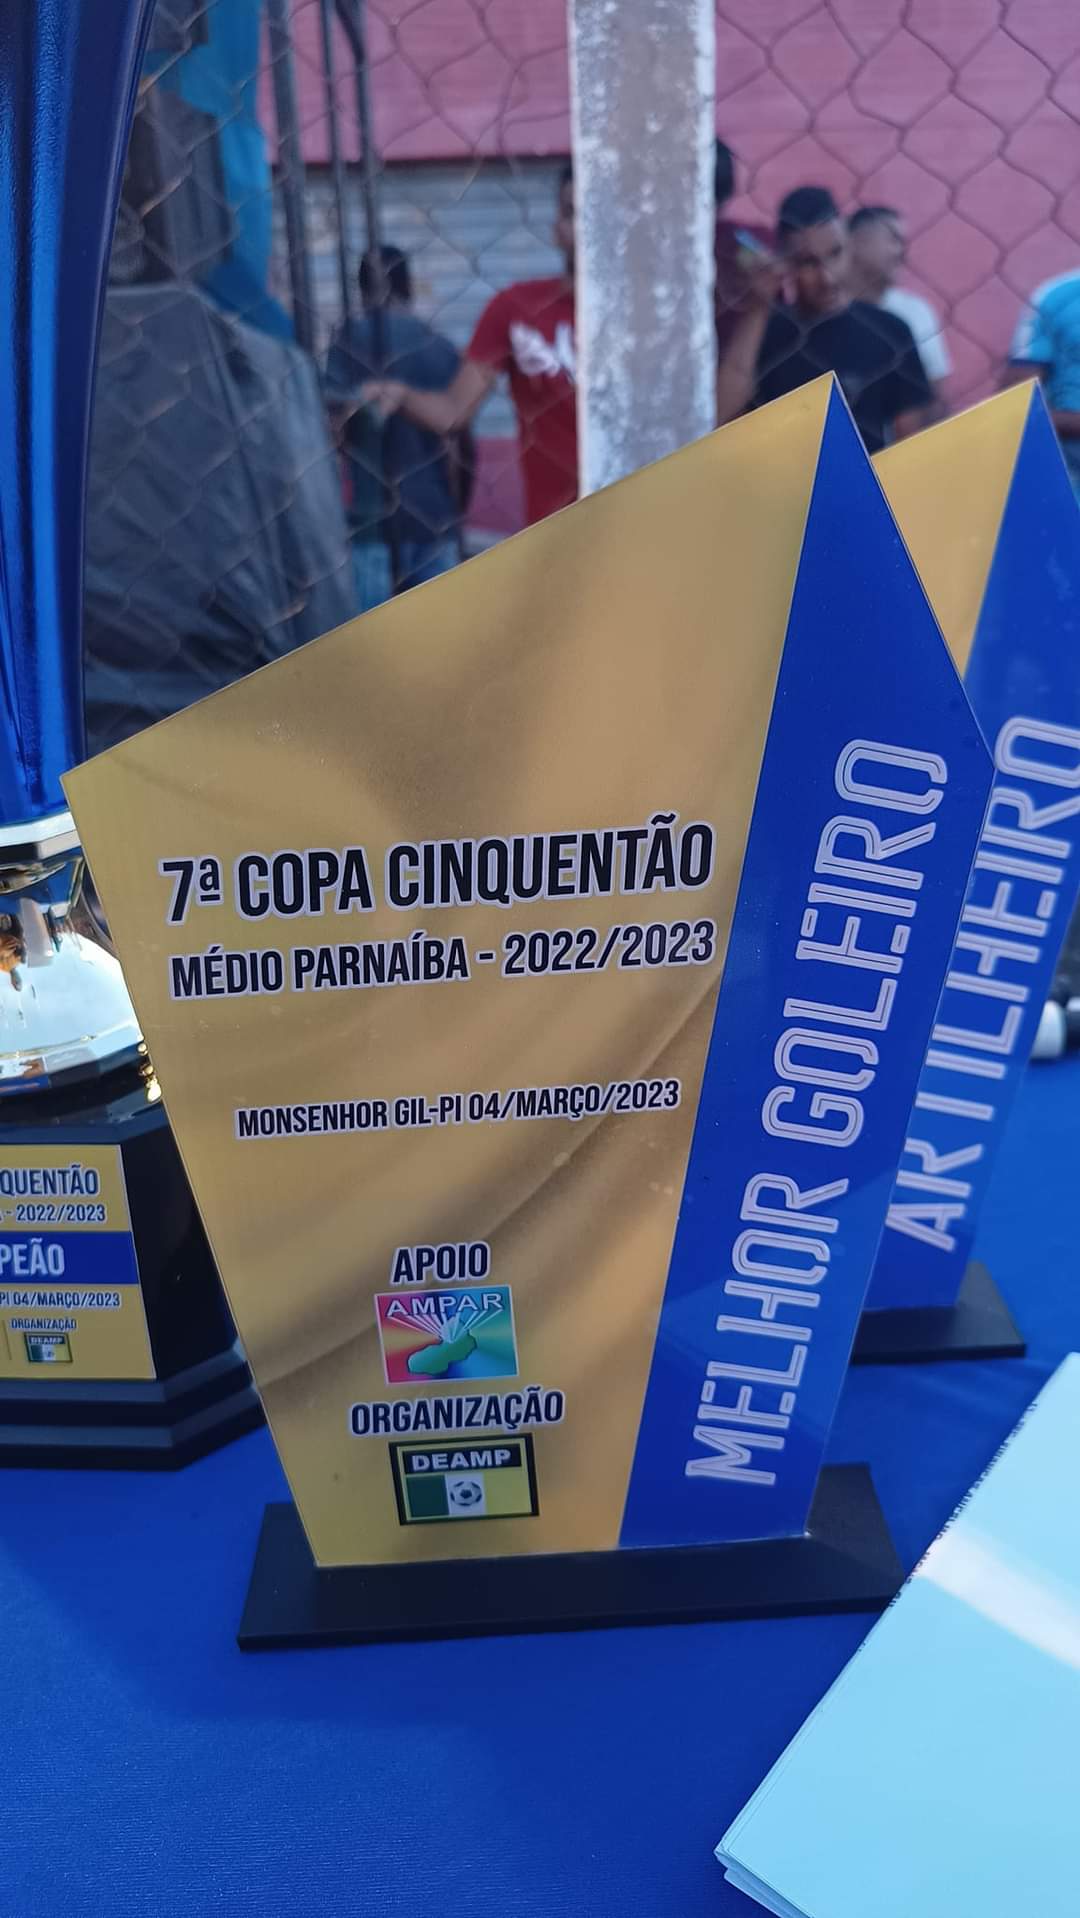 7ª COPA CINQUENTÃO
MÉDIO PARNAÍBA - 2022/2023
MONSENHOR GIL-PI 04/MARÇO/2023
APOIO
AMPAR
ORGANIZAÇÃO
DEAMP
MELHOR GOLEIRO
ARTILHEIRO
QUENTÃO
- 2022/2023
PEÃO
PI 04/MARÇO/2023
ORGANIZAÇÃO
DEAMP